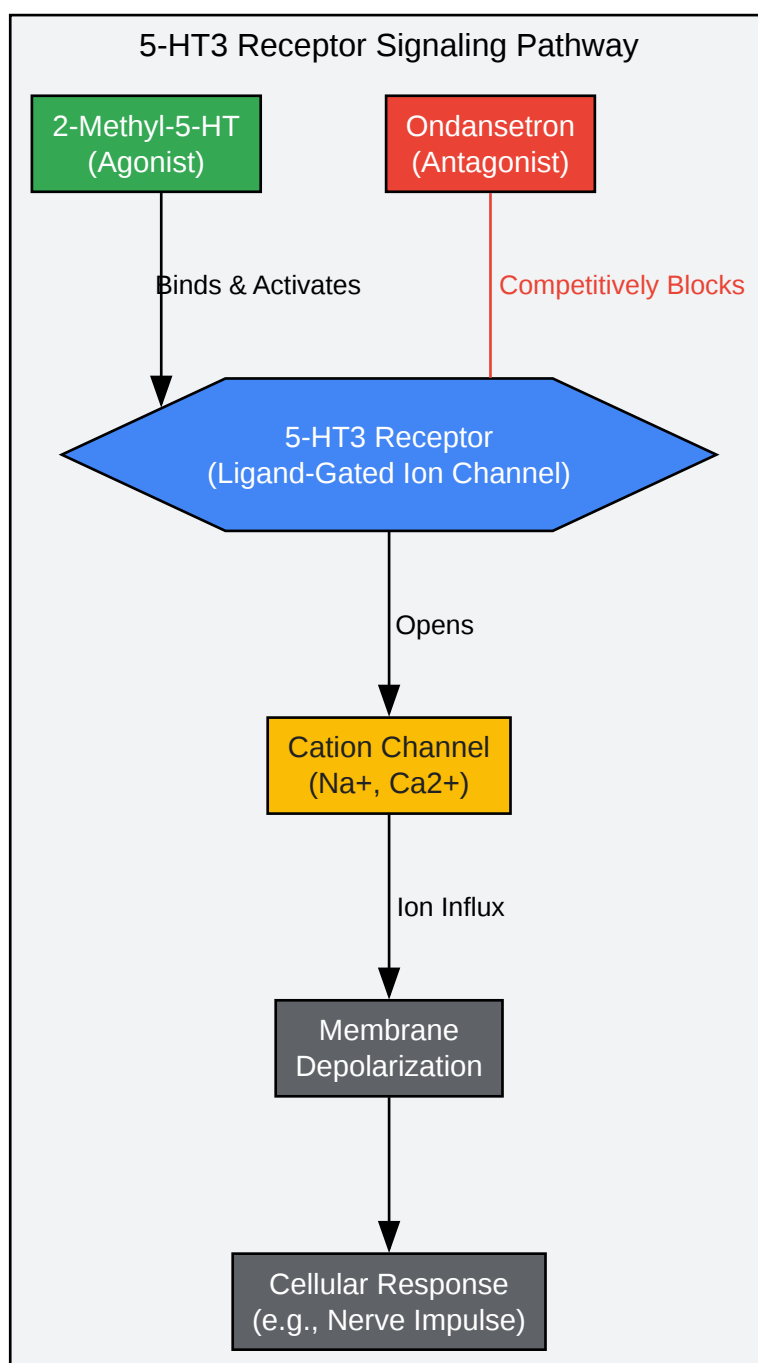 5-HT3 Receptor Signaling Pathway
2-Methyl-5-HT
(Agonist)
Ondansetron
(Antagonist)
Binds & Activates
Competitively Blocks
5-HT3 Receptor
(Ligand-Gated Ion Channel)
Opens
Cation Channel
(Na+, Ca2+)
Ion Influx
Membrane
Depolarization
Cellular Response
(e.g., Nerve Impulse)